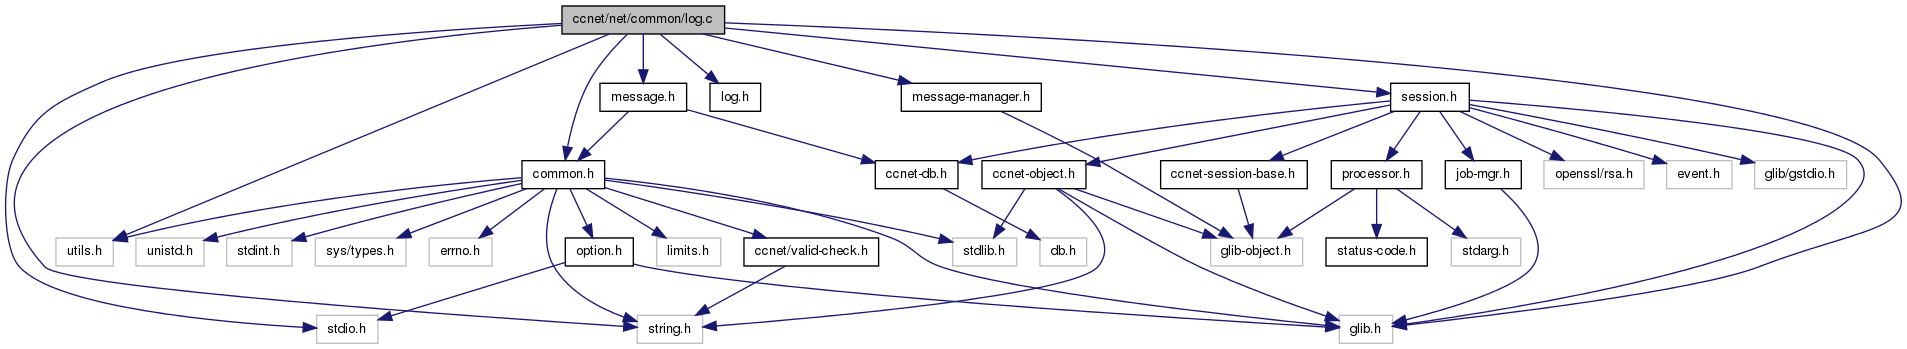 ccnet/net/common/log.c
message.h
log.h
message-manager.h
session.h
common.h
ccnet-db.h
ccnet-object.h
ccnet-session-base.h
processor.h
job-mgr.h
openssl/rsa.h
event.h
glib/gstdio.h
utils.h
unistd.h
stdint.h
sys/types.h
errno.h
option.h
limits.h
ccnet/valid-check.h
stdlib.h
db.h
glib-object.h
status-code.h
stdarg.h
stdio.h
string.h
glib.h